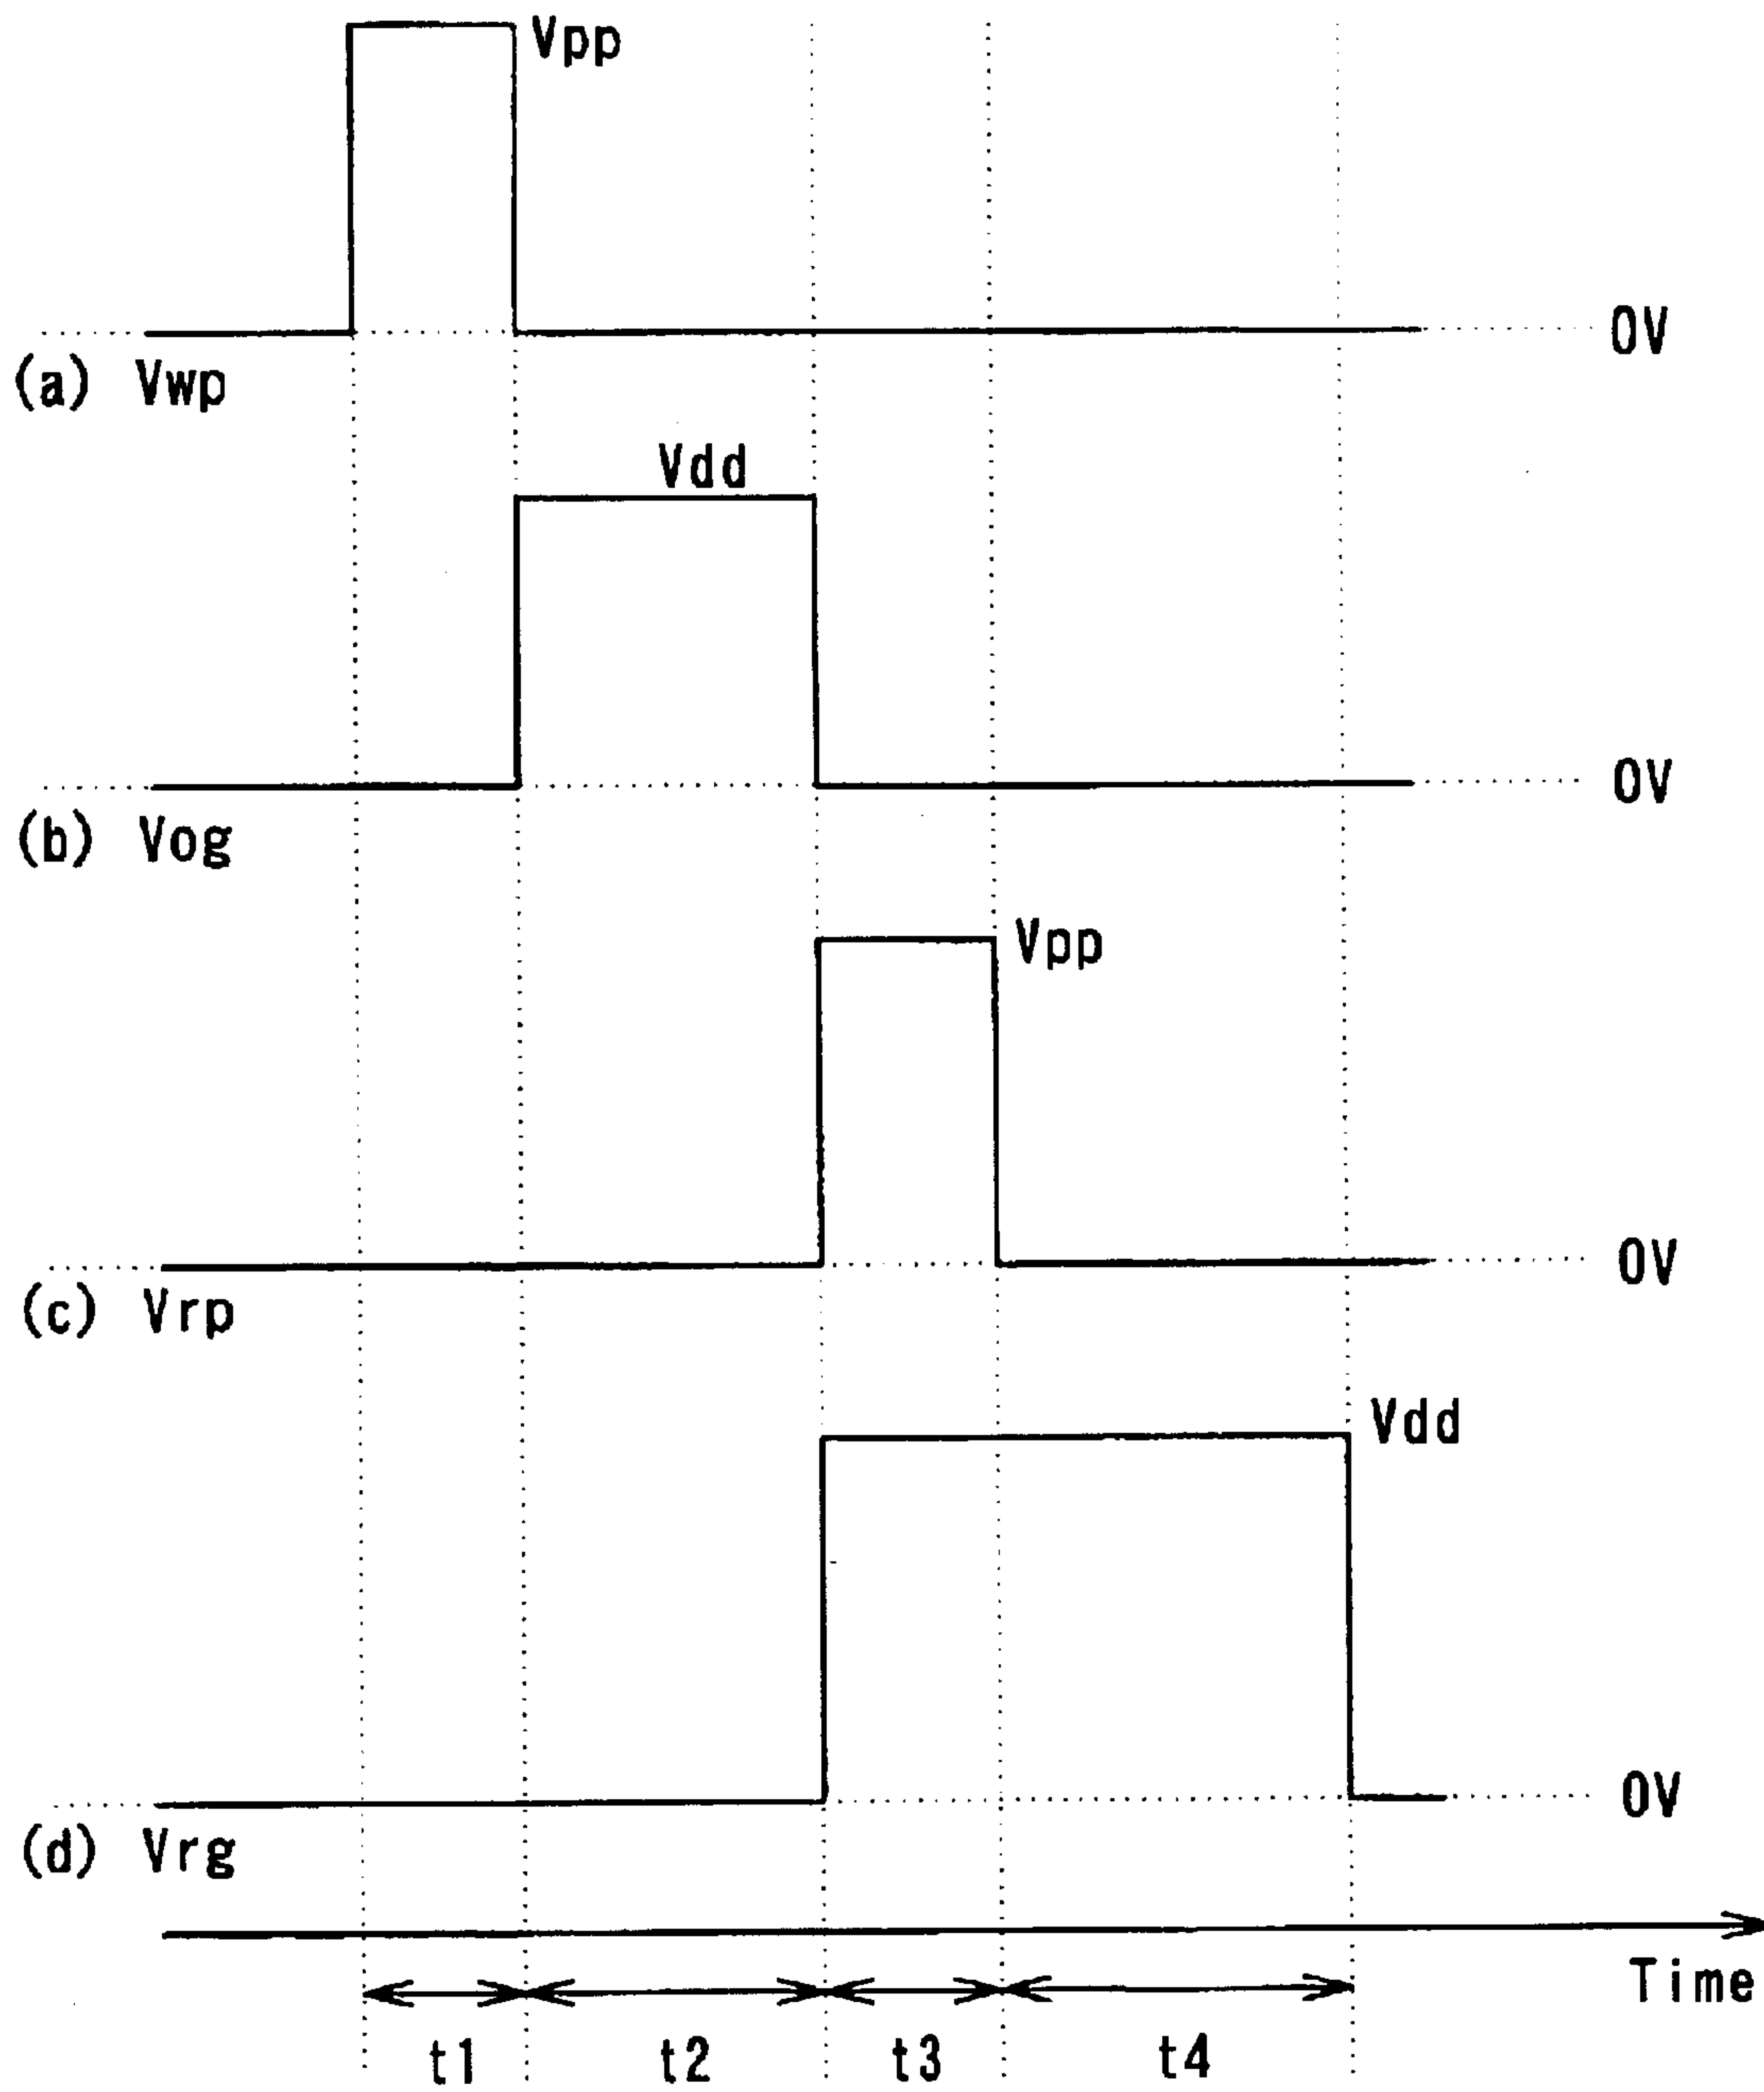 Vpp
0V
(a) Vwp
Vdd
0V
(b) Vog
Vpp
0V
(c) Vrp
Vdd
0V
(d) Vrg
Time
t1 t2 t3 t4